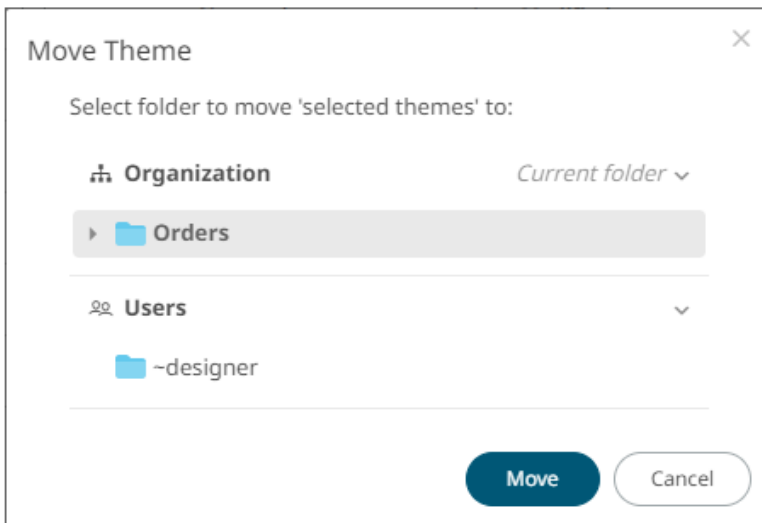 Move Theme
Select folder to move 'selected themes' to:
Organization Current folder
Orders
Users
~designer
Move Cancel